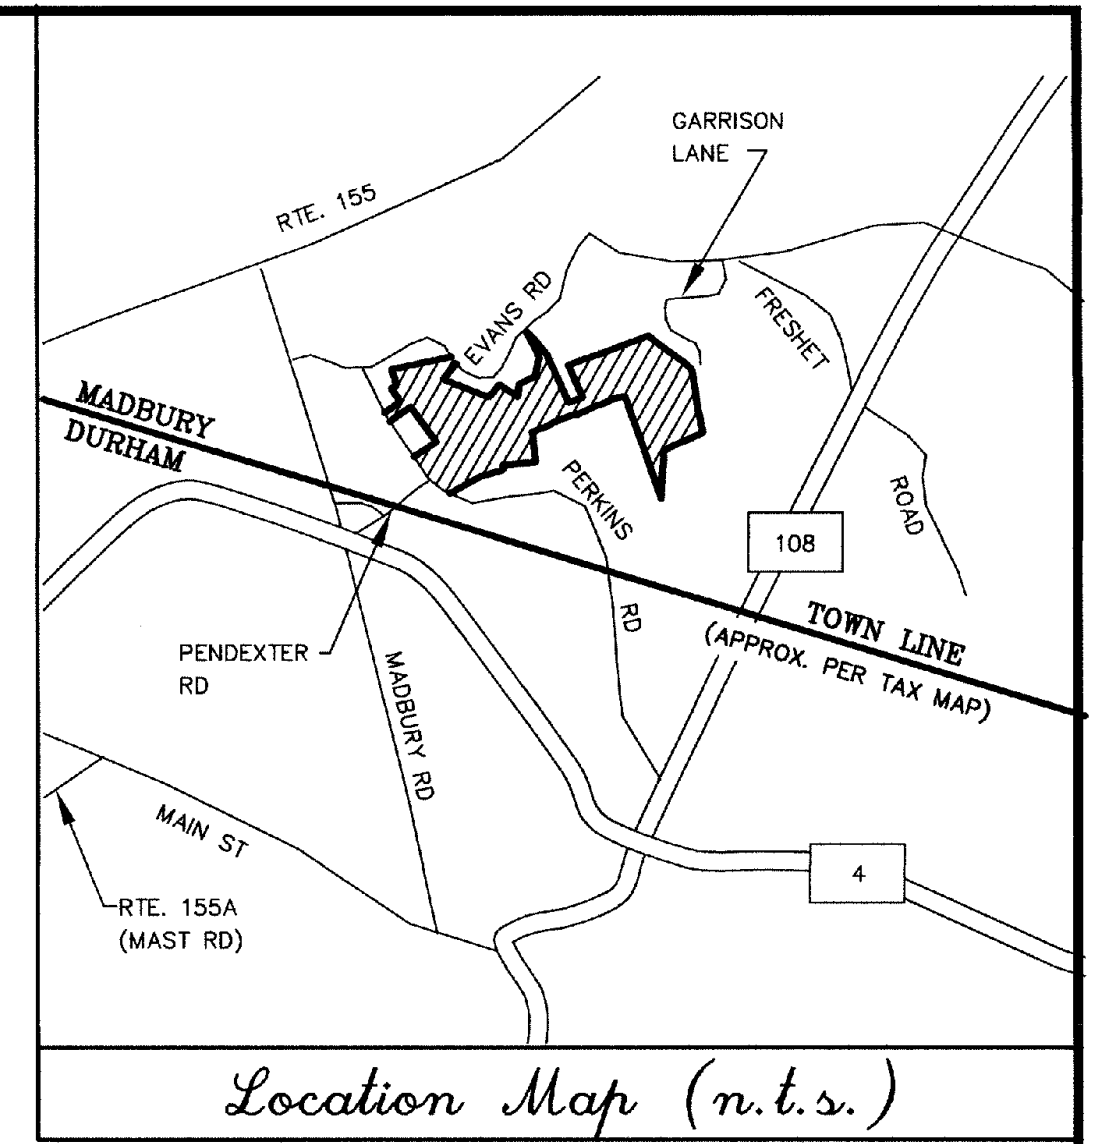 GARRISON
LANE
RTE. 155
EVANS RD
FRESHET
MADBURY
DURHAM
PERKINS
ROAD
108
RD
TOWN LINE
(APPROX. PER TAX MAP)
PENDEXTER
RD
MADBURY RD
MAIN ST
4
RTE. 155A
(MAST RD)
Location Map (n.t.s.)